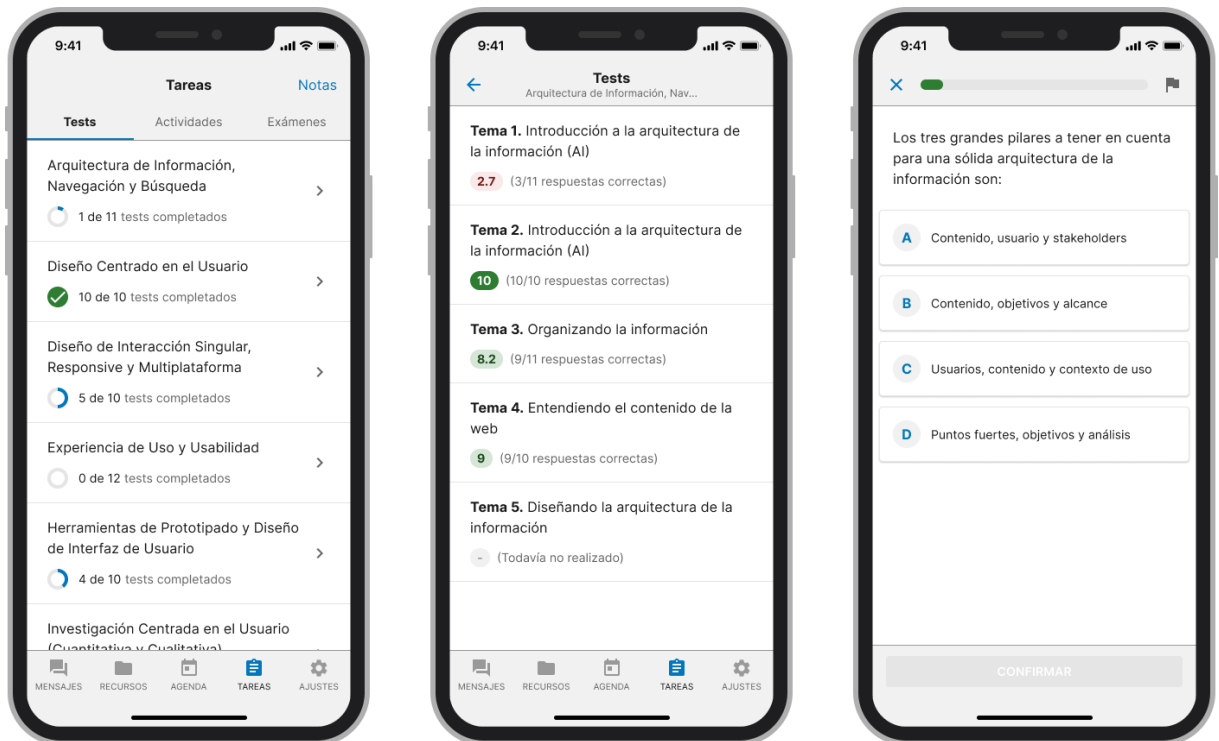 9:41
Tareas
Notas
Tests
Actividades
Exámenes
Arquitectura de Información,
Navegación y Búsqueda
1 de 11 tests completados
Diseño Centrado en el Usuario
10 de 10 tests completados
Diseño de Interacción Singular,
Responsive y Multiplataforma
5 de 10 tests completados
Experiencia de Uso y Usabilidad
0 de 12 tests completados
Herramientas de Prototipado y Diseño
de Interfaz de Usuario
4 de 10 tests completados
Investigación Centrada en el Usuario
(Cuantitativa y Cualitativa)
MENSAJES
RECURSOS
AGENDA
TAREAS
AJUSTES
9:41
Tests
Arquitectura de Información, Nav...
Tema 1. Introducción a la arquitectura de
la información (AI)
2.7 (3/11 respuestas correctas)
Tema 2. Introducción a la arquitectura de
la información (AI)
10 (10/10 respuestas correctas)
Tema 3. Organizando la información
8.2 (9/11 respuestas correctas)
Tema 4. Entendiendo el contenido de la
web
9 (9/10 respuestas correctas)
Tema 5. Diseñando la arquitectura de la
información
- (Todavía no realizado)
MENSAJES
RECURSOS
AGENDA
TAREAS
AJUSTES
9:41
Los tres grandes pilares a tener en cuenta
para una sólida arquitectura de la
información son:
A Contenido, usuario y stakeholders
B Contenido, objetivos y alcance
C Usuarios, contenido y contexto de uso
D Puntos fuertes, objetivos y análisis
CONFIRMAR